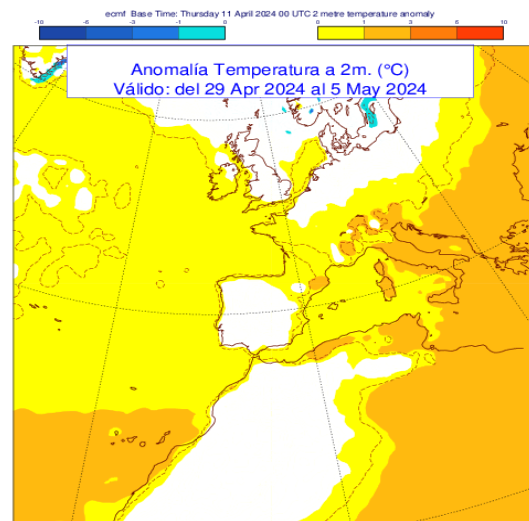 ecmf Base Time: Thursday 11 April 2024 00 UTC 2 metre temperature anomaly
-10 -6 -3 -1 0 0 1 3 6 10
Anomalía Temperatura a 2m. (°C)
Válido: del 29 Apr 2024 al 5 May 2024